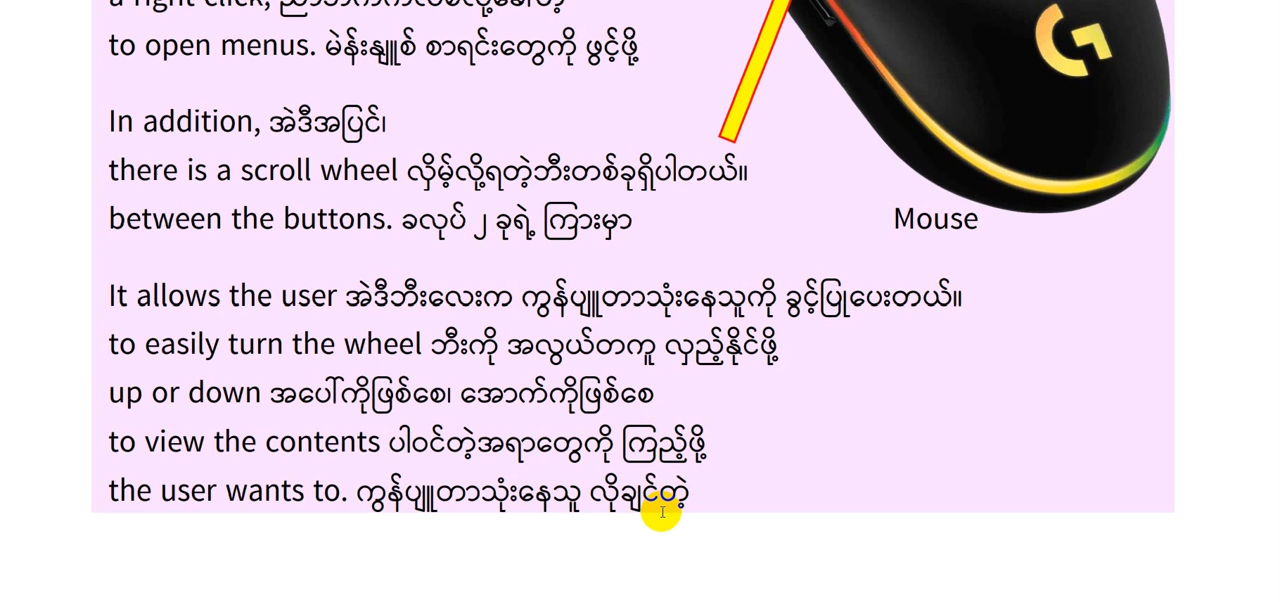 a right click,
to open menus. မဲန်းနျူူစ် စာရင်းတွေကို ဖွင့်ဖို့
In addition, အဲဒီအပြင်၊
there is a scroll wheel လှိမ့်လို့ရတဲ့ဘီးတစ်ခုရှိပါတယ်။
between the buttons. ခလုပ် ၂ ခုရဲ့ ကြားမှာ
Mouse
It allows the user အဲဒီဘီးလေးက ကွန်ပျူတာသုံးနေသူကို ခွင့်ပြုပေးတယ်။
to easily turn the wheel ဘီးကို အလွယ်တကူ လှည့်နိုင်ဖို့
up or down အပေါ်ကိုဖြစ်စေ၊ အောက်ကိုဖြစ်စေ
to view the contents ပါဝင်တဲ့အရာတွေကို ကြည့်ဖို့
the user wants to. ကွန်ပျူတာသုံးနေသူ လိုချင်တဲ့